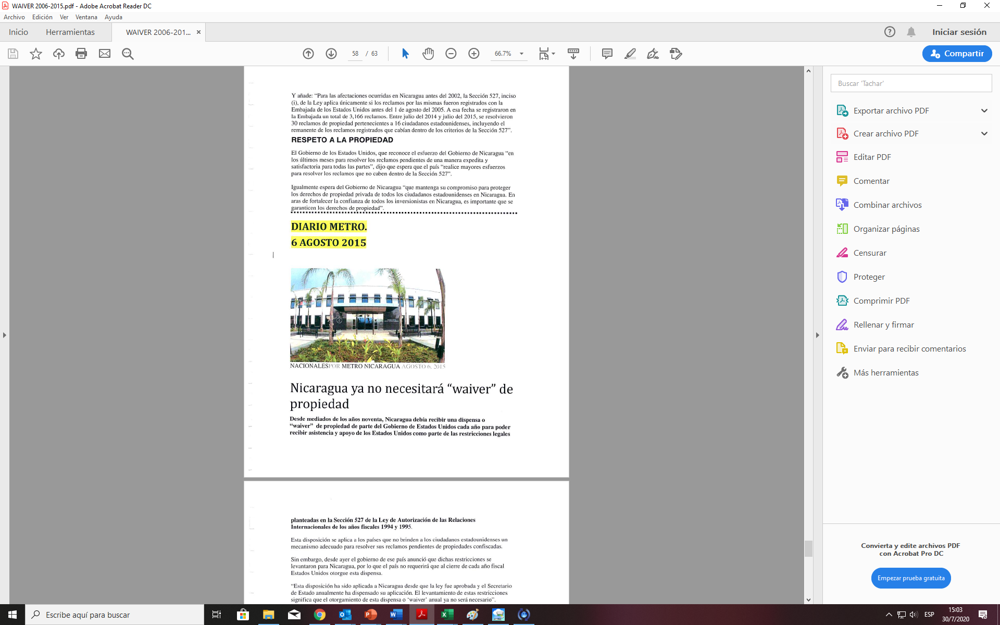 WAIVER 2006-2015.pdf - Adobe Acrobat Reader DC
Archivo Edición Ver Ventana Ayuda
Inicio Herramientas WAIVER 2006-201... Iniciar sesión
58 / 63 66.7% Compartir
Y añade: “Para las afectaciones ocurridas en Nicaragua antes del 2002, la Sección 527, inciso
(i), de la Ley aplica únicamente si los reclamos por las mismas fueron registrados con la
Embajada de los Estados Unidos antes del 1 de agosto del 2005. A esa fecha se registraron en
la Embajada un total de 3,166 reclamos. Entre julio del 2014 y julio del 2015, se resolvieron
30 reclamos de propiedad pertenecientes a 16 ciudadanos estadounidenses, incluyendo el
remanente de los reclamos registrados que cabían dentro de los criterios de la Sección 527”.
RESPETO A LA PROPIEDAD
El Gobierno de los Estados Unidos, que reconoce el esfuerzo del Gobierno de Nicaragua “en
los últimos meses para resolver los reclamos pendientes de una manera expedita y
satisfactoria para todas las partes”, dijo que espera que el país “realice mayores esfuerzos
para resolver los reclamos que no caben dentro de la Sección 527”.
Igualmente espera del Gobierno de Nicaragua “que mantenga su compromiso para proteger
los derechos de propiedad privada de todos los ciudadanos estadounidenses en Nicaragua. En
aras de fortalecer la confianza de todos los inversionistas en Nicaragua, es importante que se
garanticen los derechos de propiedad”.
DIARIO METRO.
6 AGOSTO 2015
NACIONALESPOR METRO NICARAGUA AGOSTO 6, 2015
Nicaragua ya no necesitará “waiver” de
propiedad
Desde mediados de los años noventa, Nicaragua debía recibir una dispensa o
“waiver” de propiedad de parte del Gobierno de Estados Unidos cada año para poder
recibir asistencia y apoyo de los Estados Unidos como parte de las restricciones legales
planteadas en la Sección 527 de la Ley de Autorización de las Relaciones
Internacionales de los años fiscales 1994 y 1995.
Esta disposición se aplica a los países que no brinden a los ciudadanos estadounidenses un
mecanismo adecuado para resolver sus reclamos pendientes de propiedades confiscadas.
Sin embargo, desde ayer el gobierno de ese país anunció que dichas restricciones se
levantaron para Nicaragua, por lo que el país no requerirá que al cierre de cada año fiscal
Estados Unidos otorgue esta dispensa.
“Esta disposición ha sido aplicada a Nicaragua desde que la ley fue aprobada y el Secretario
de Estado anualmente ha dispensado su aplicación. El levantamiento de estas restricciones
significa que el otorgamiento de esta dispensa o ‘waiver’ anual ya no será necesario”.
Buscar 'Tachar'
Exportar archivo PDF
Crear archivo PDF
Editar PDF
Comentar
Combinar archivos
Organizar páginas
Censurar
Proteger
Comprimir PDF
Rellenar y firmar
Enviar para recibir comentarios
Más herramientas
Convierta y edite archivos PDF
con Acrobat Pro DC
Empezar prueba gratuita
Escribe aquí para buscar
ESP
15:03
30/7/2020